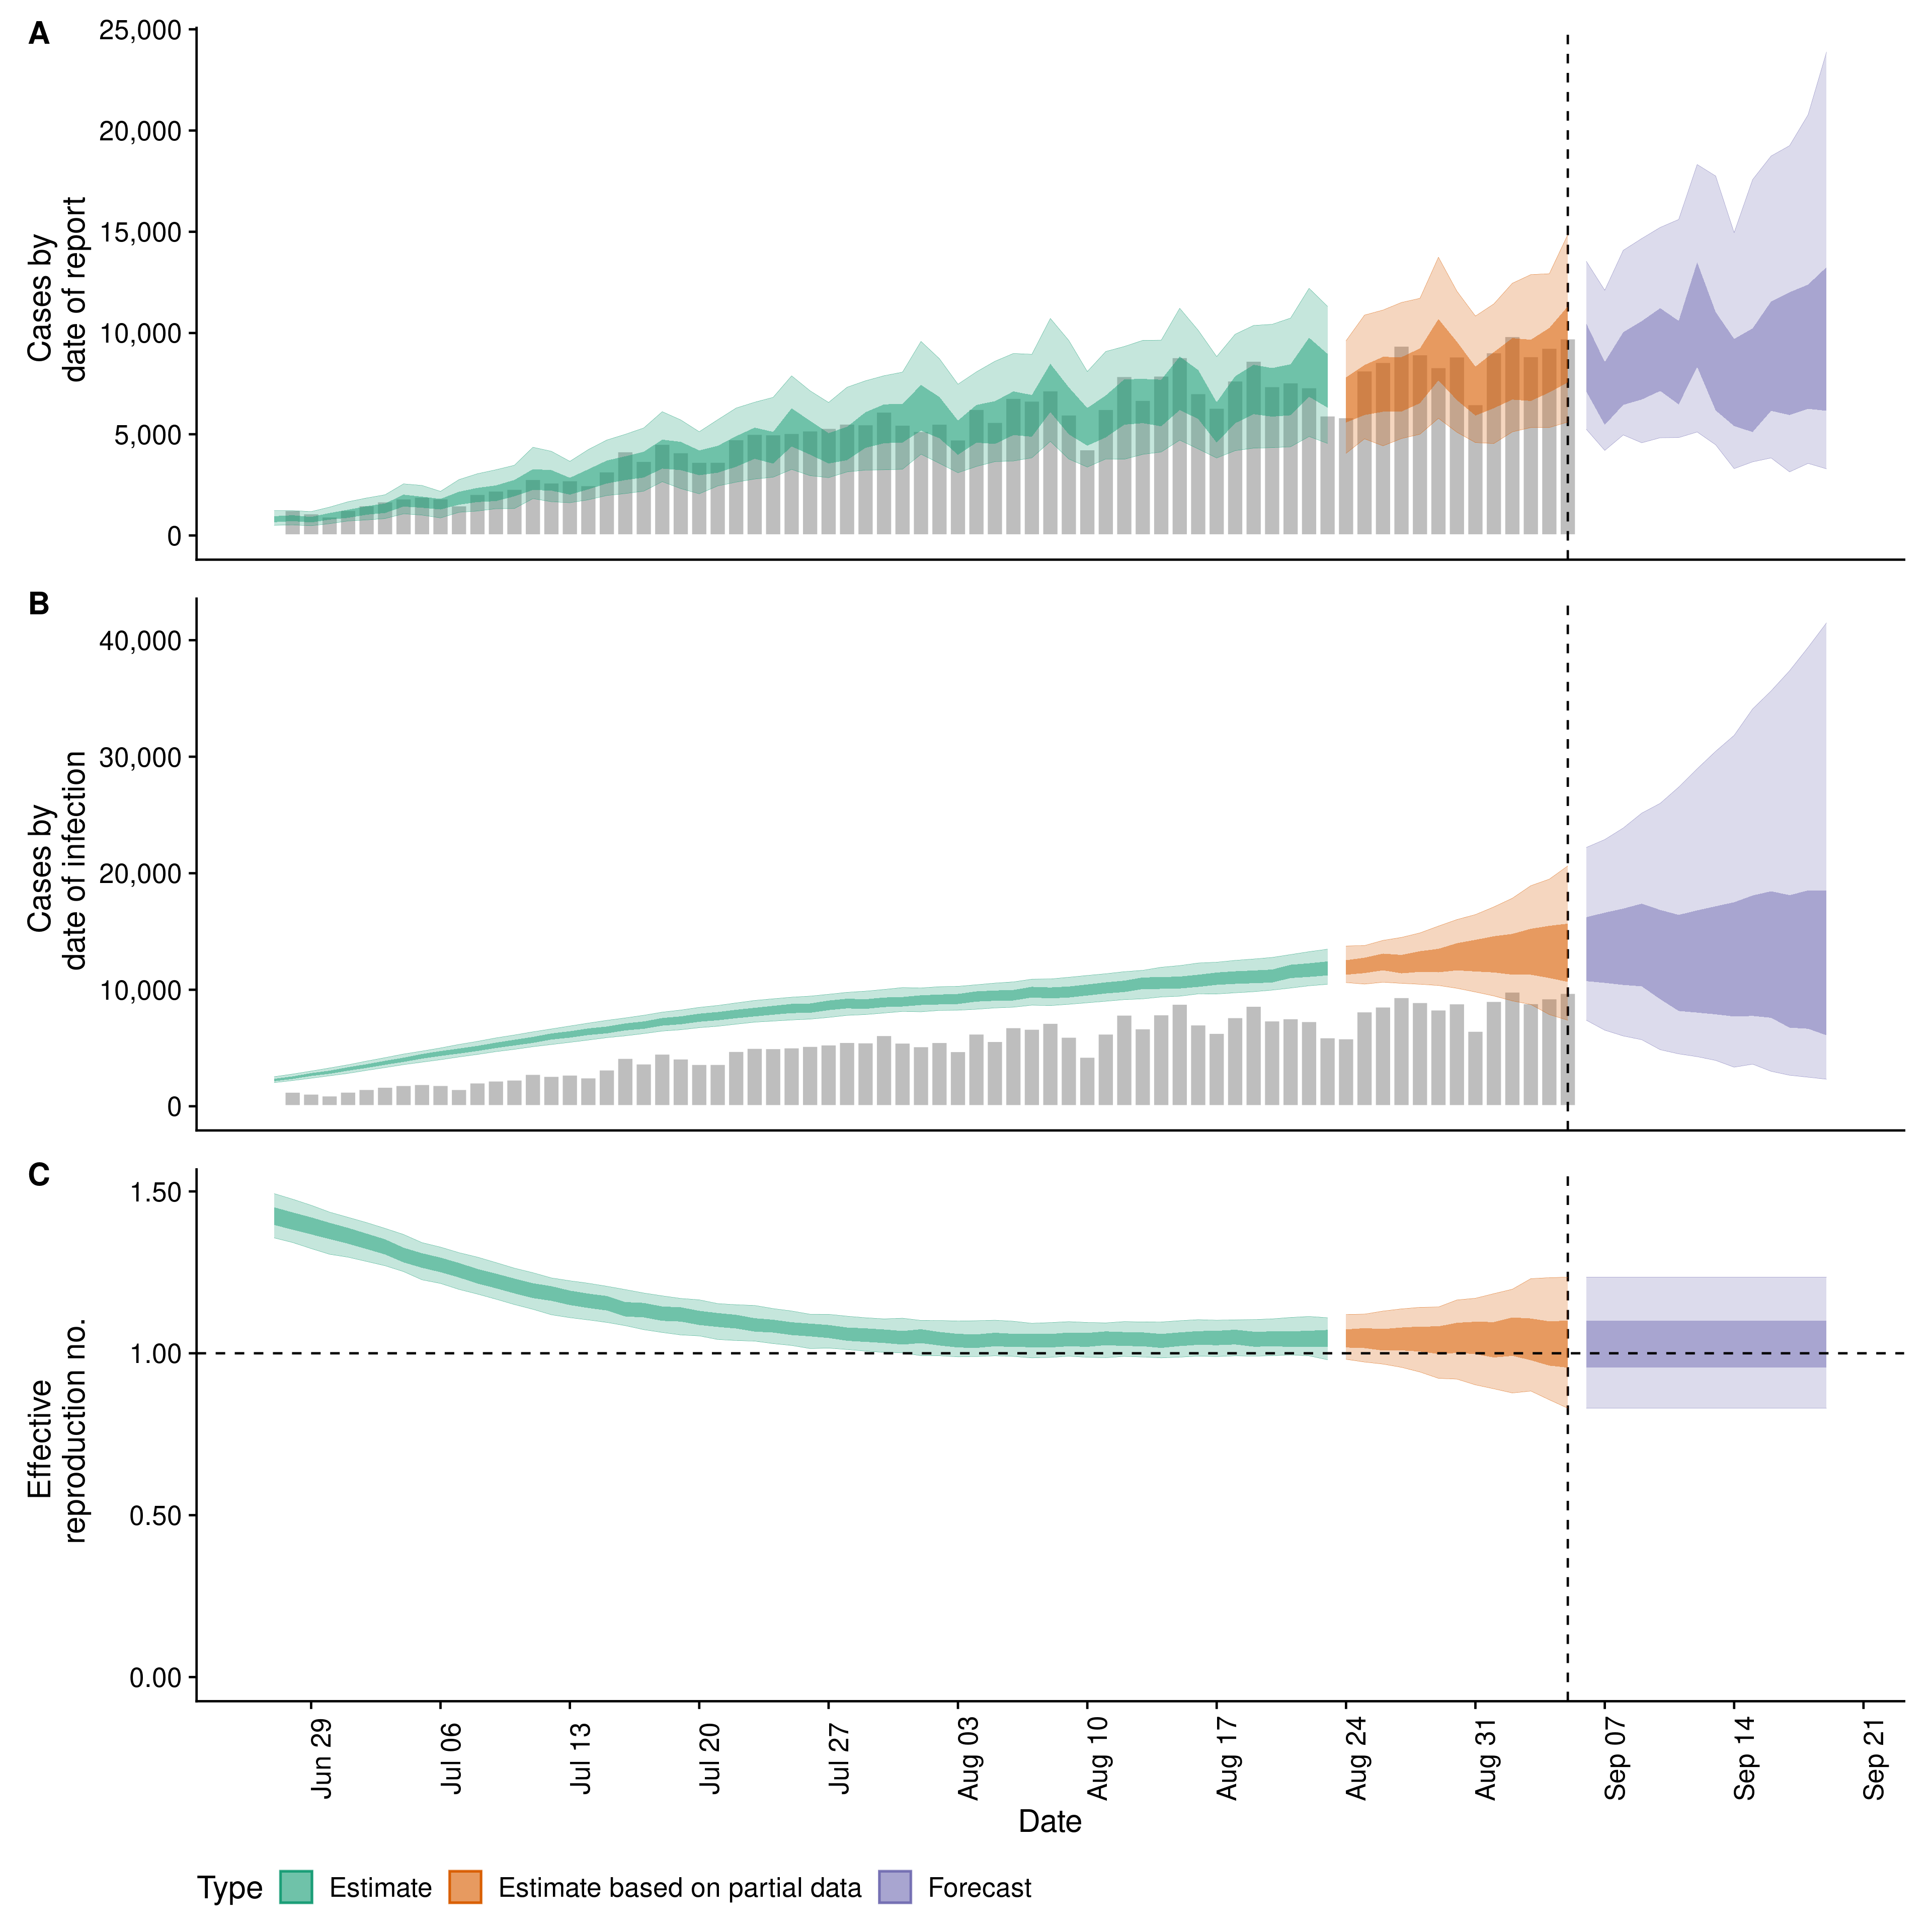 A
25,000
20,000
15,000
10,000
5,000
0
Cases by
date of report
B
40,000
30,000
20,000
10,000
0
Cases by
date of infection
C
1.50
1.00
0.50
0.00
Effective
reproduction no.
Jun 29
Jul 06
Jul 13
Jul 20
Jul 27
Aug 03
Aug 10
Aug 17
Aug 24
Aug 31
Sep 07
Sep 14
Sep 21
Date
Type Estimate Estimate based on partial data Forecast